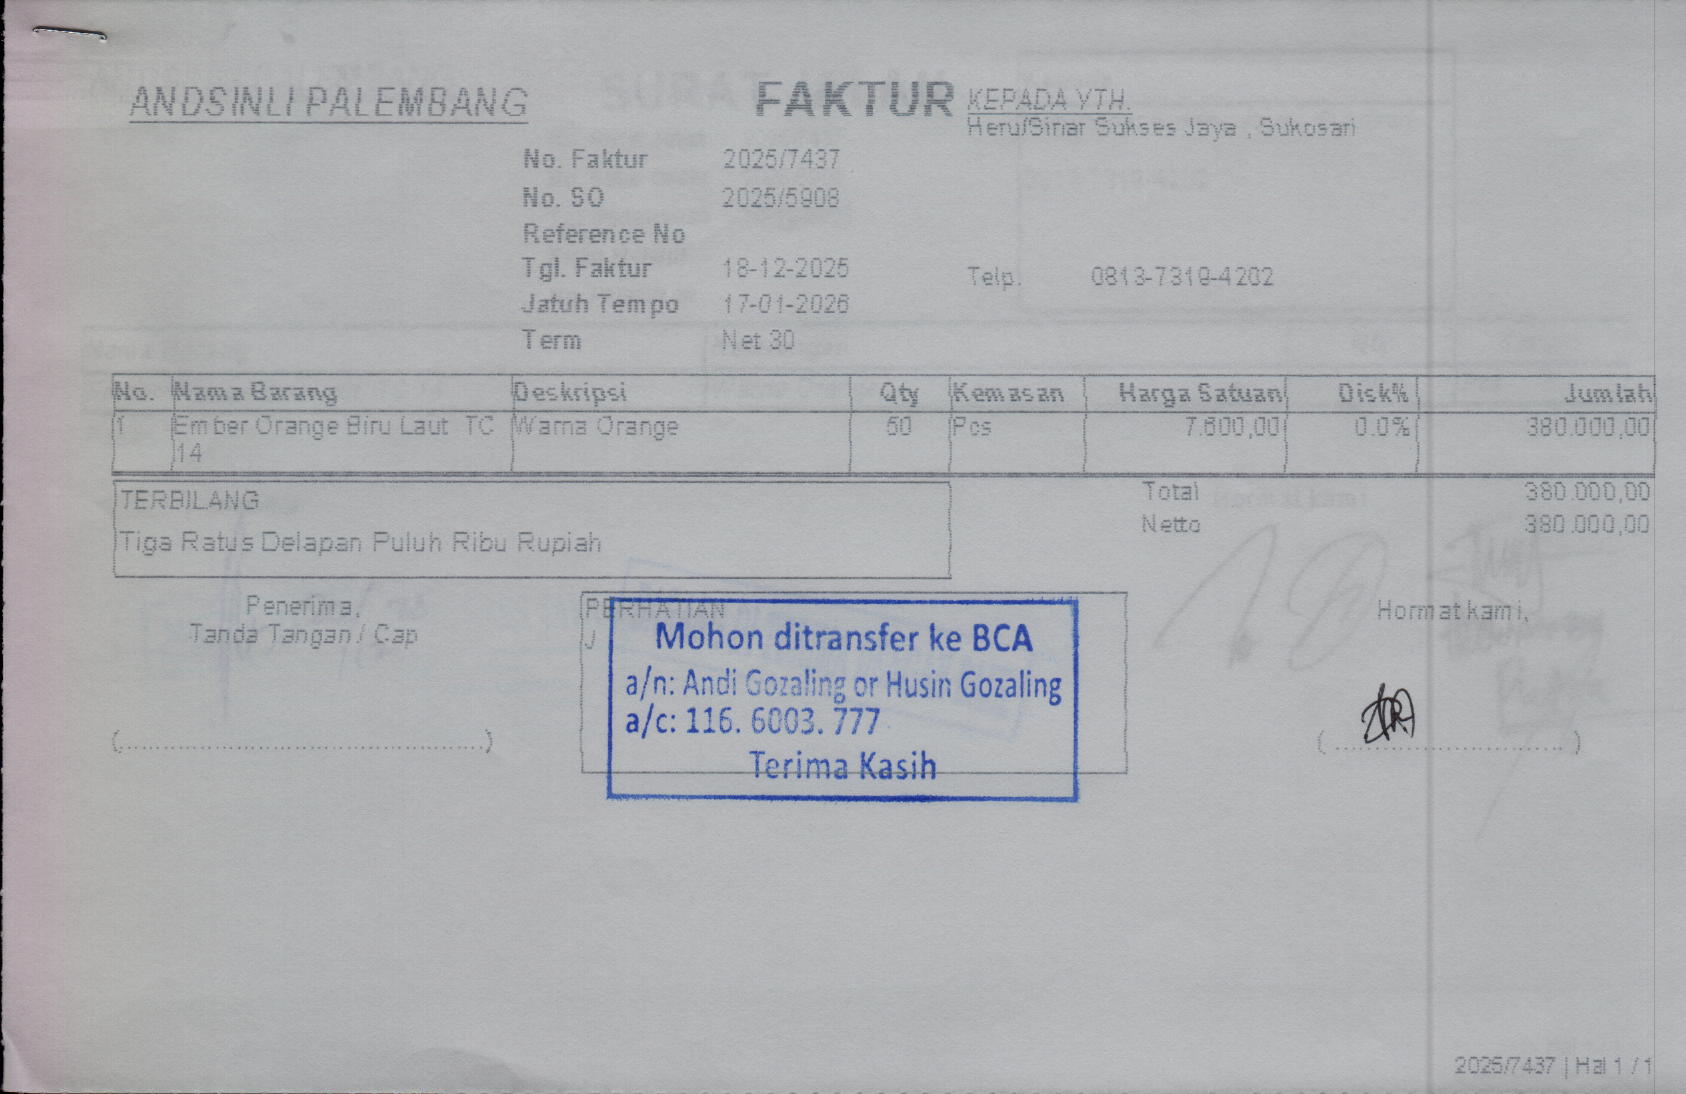 ANDSINLI PALEMBANG
FAKTUR
KEPADA YTH.
Heru/Sinar Sukses Jaya , Sukosari
No. Faktur 2025/7437
No. SO 2025/5908
Reference No
Tgl. Faktur 18-12-2025
Telp. 0813-7319-4202
Jatuh Tempo 17-01-2026
Term Net 30
No. Nama Barang Deskripsi Qty Kemasan Harga Satuan Disk% Jumlah
1 Ember Orange Biru Laut TC Warna Orange 50 Pcs 7.600,00 0.0% 380.000,00
14
TERBILANG
Total 380.000,00
Netto 380.000,00
Tiga Ratus Delapan Puluh Ribu Rupiah
Penerima,
Tanda Tangan / Cap
PERHATIAN
Hormat kami,
Mohon ditransfer ke BCA
a/n: Andi Gozaling or Husin Gozaling
a/c: 116. 6003. 777
Terima Kasih
2025/7437 | Hal 1 / 1